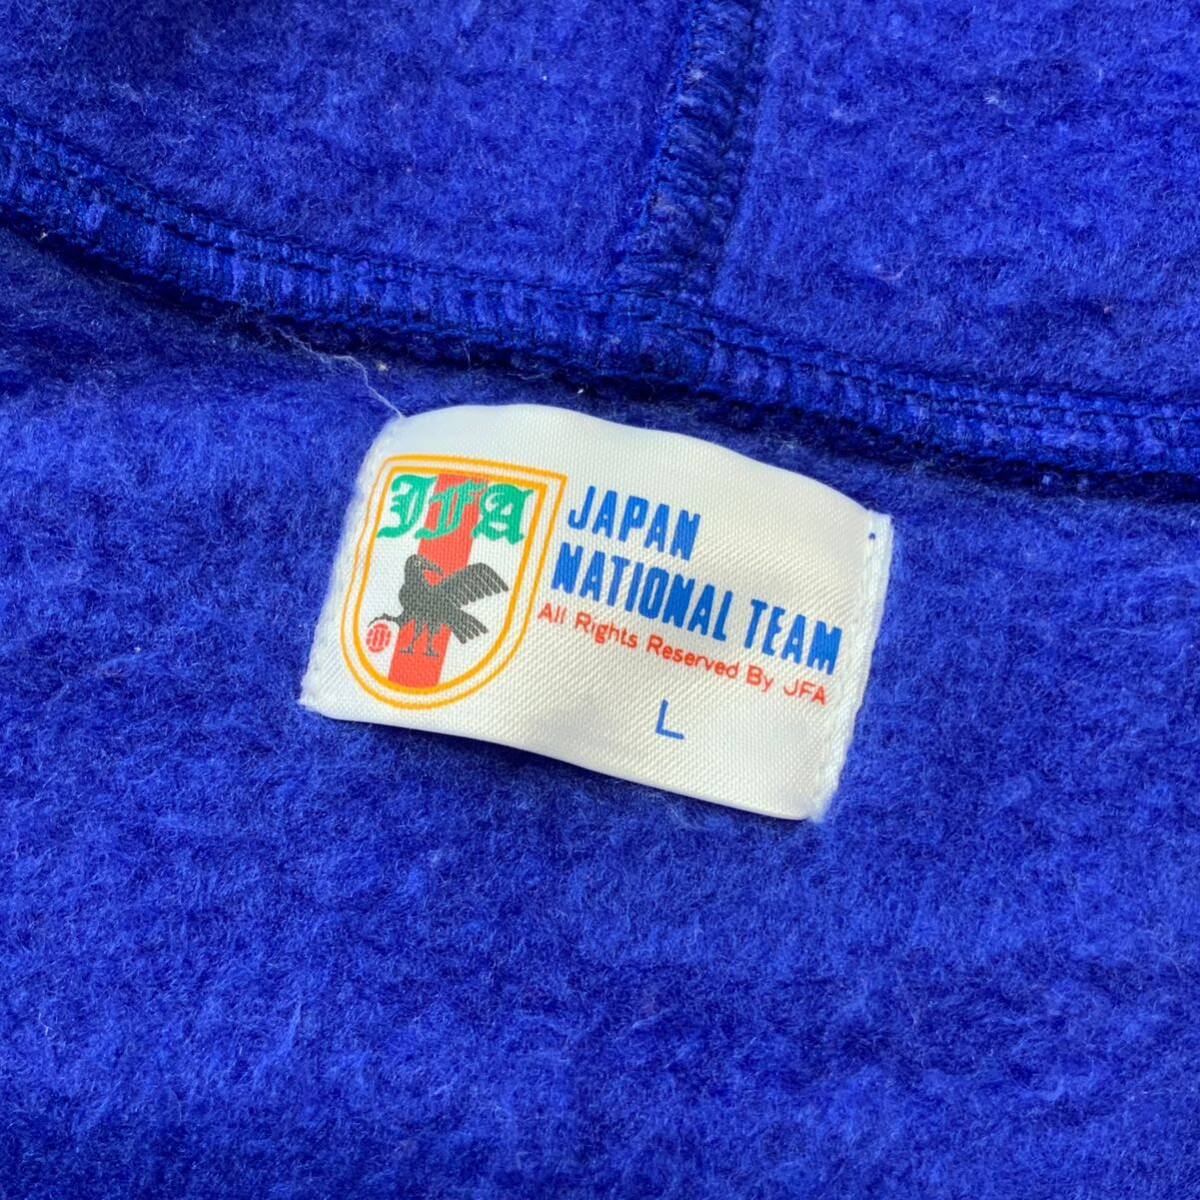 JFA
JAPAN
NATIONAL TEAM
All Rights Reserved By JFA
L